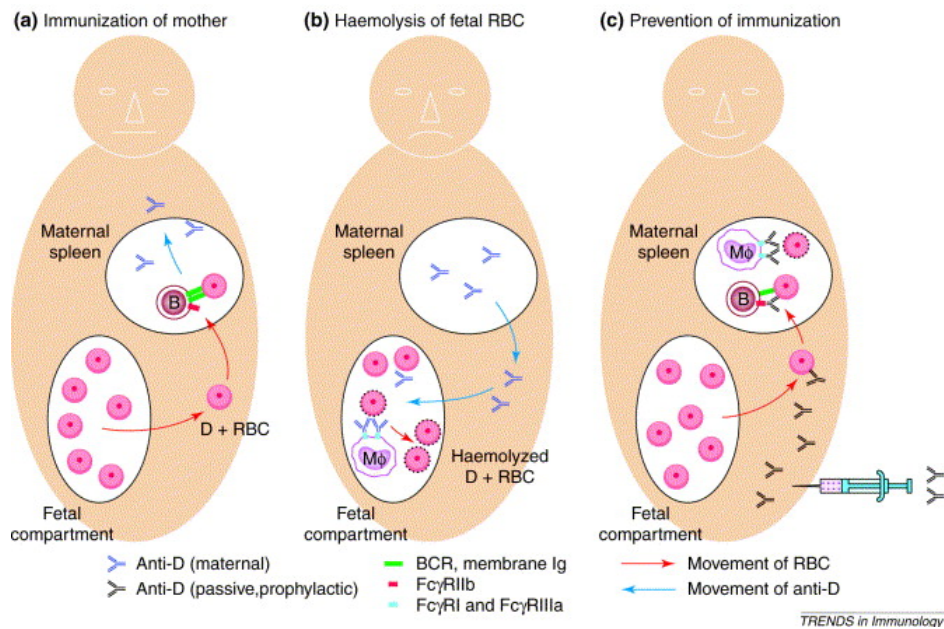 (a) Immunization of mother
(b) Haemolysis of fetal RBC
(c) Prevention of immunization
Maternal
spleen
B
D + RBC
Fetal
compartment
Maternal
spleen
Mϕ
Haemolyzed
D + RBC
Fetal
compartment
Maternal
spleen
Mϕ
B
Fetal
compartment
Anti-D (maternal)
Anti-D (passive,prophylactic)
BCR, membrane Ig
FcγRIIb
FcγRI and FcγRIIIa
Movement of RBC
Movement of anti-D
TRENDS in Immunology